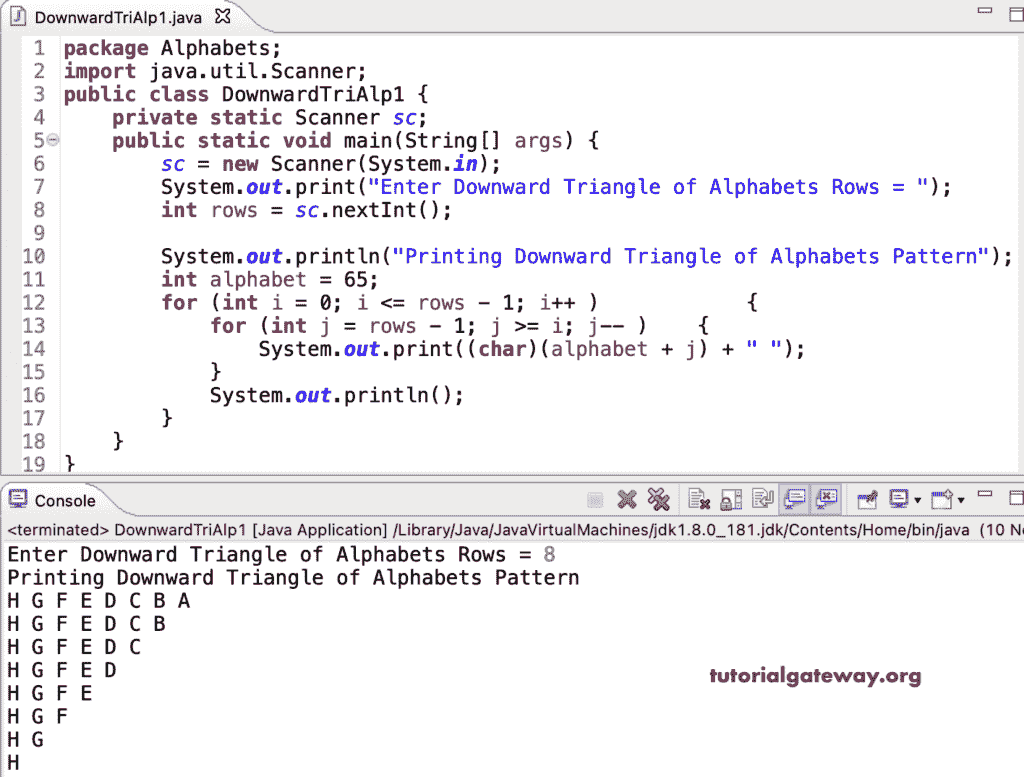 DownwardTriAlp1.java
1 package Alphabets;
2 import java.util.Scanner;
3 public class DownwardTriAlp1 {
4     private static Scanner sc;
5     public static void main(String[] args) {
6         sc = new Scanner(System.in);
7         System.out.print("Enter Downward Triangle of Alphabets Rows = ");
8         int rows = sc.nextInt();
9
10         System.out.println("Printing Downward Triangle of Alphabets Pattern");
11         int alphabet = 65;
12         for (int i = 0; i <= rows - 1; i++ )            {
13             for (int j = rows - 1; j >= i; j-- )    {
14                 System.out.print((char)(alphabet + j) + " ");
15             }
16             System.out.println();
17         }
18     }
19 }
Console
<terminated> DownwardTriAlp1 [Java Application] /Library/Java/JavaVirtualMachines/jdk1.8.0_181.jdk/Contents/Home/bin/java (10
Enter Downward Triangle of Alphabets Rows = 8
Printing Downward Triangle of Alphabets Pattern
H G F E D C B A
H G F E D C B
H G F E D C
H G F E D
H G F E
tutorialgateway.org
H G F
H G
H